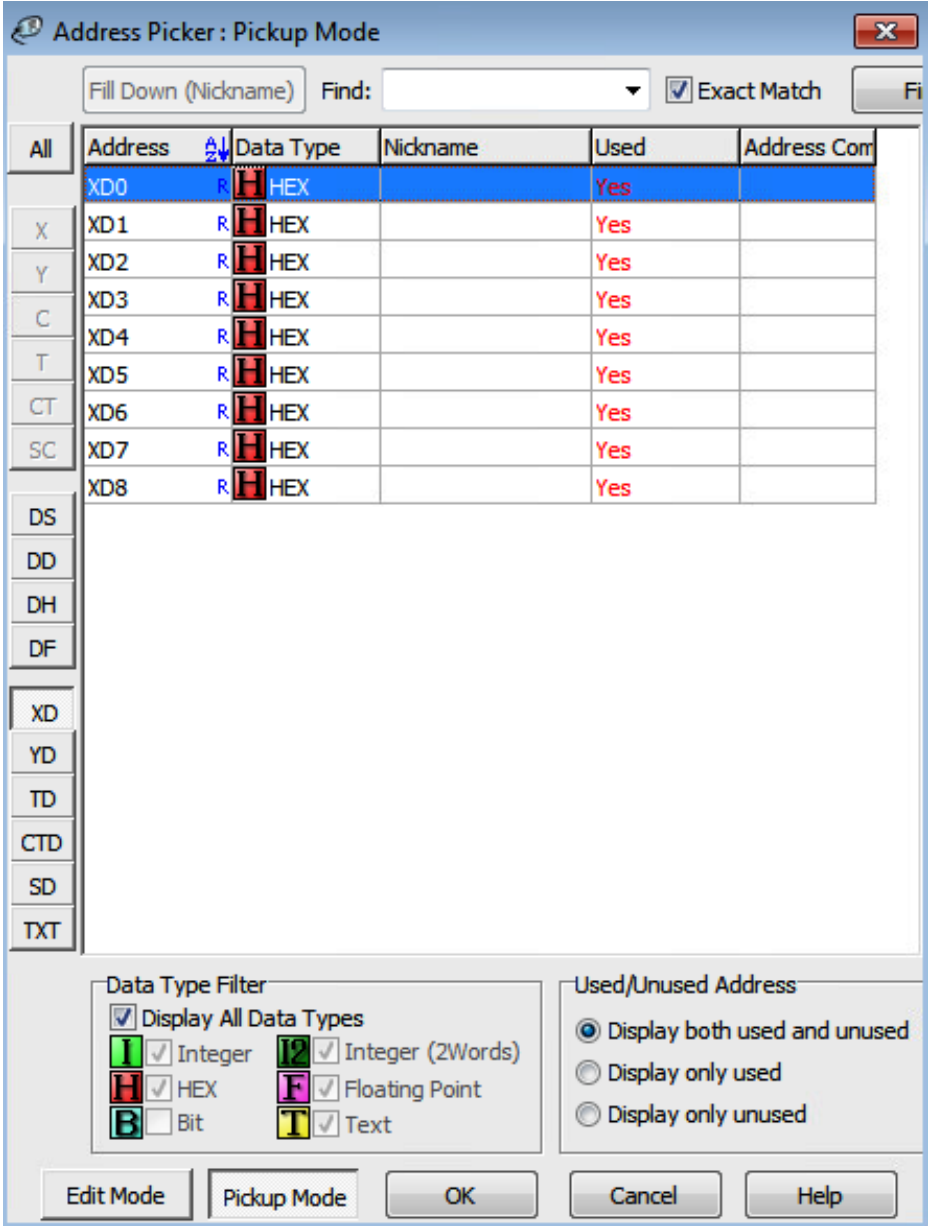 Address Picker : Pickup Mode
Fill Down (Nickname) Find: Exact Match Fi
All
Address Data Type Nickname Used Address Com
XD0 R H HEX Yes
XD1 R H HEX Yes
XD2 R H HEX Yes
XD3 R H HEX Yes
XD4 R H HEX Yes
XD5 R H HEX Yes
XD6 R H HEX Yes
XD7 R H HEX Yes
XD8 R H HEX Yes
X
Y
C
T
CT
SC
DS
DD
DH
DF
XD
YD
TD
CTD
SD
TXT
Data Type Filter
Display All Data Types
I Integer I2 Integer (2Words)
H HEX F Floating Point
B Bit T Text
Used/Unused Address
Display both used and unused
Display only used
Display only unused
Edit Mode Pickup Mode OK Cancel Help